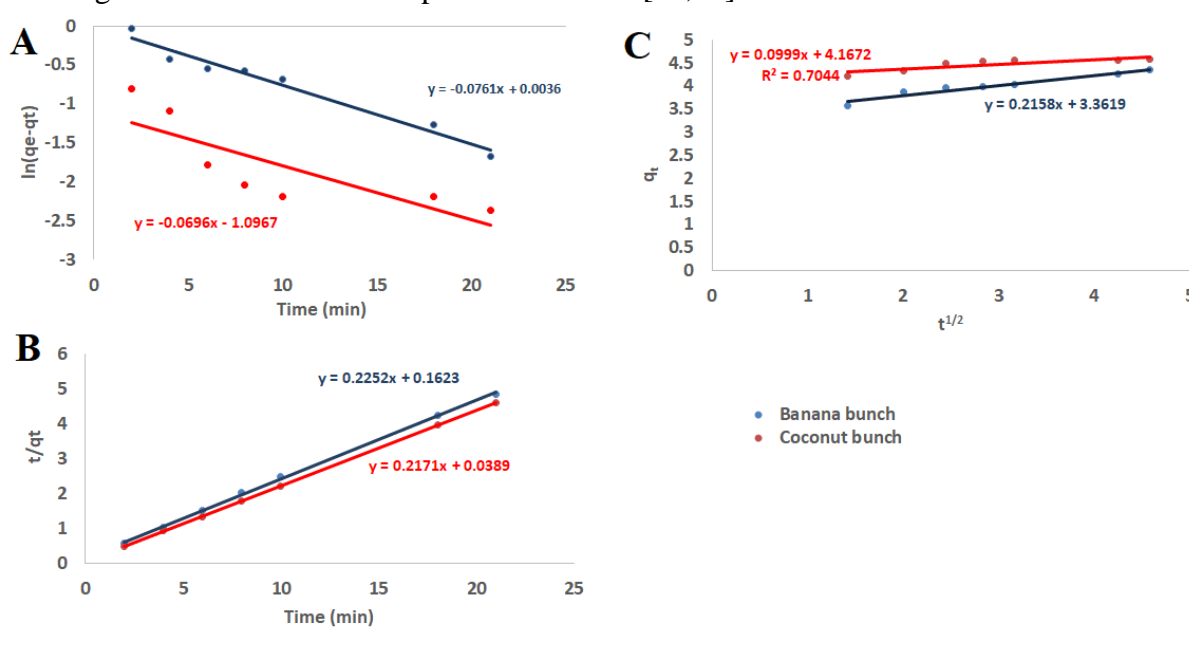 A
0
-0.5
-1
-1.5
-2
-2.5
-3
ln(qe-qt)
y = -0.0761x + 0.0036
y = -0.0696x - 1.0967
0 5 10 15 20 25
Time (min)
C
5
4.5
4
3.5
3
2.5
2
1.5
1
0.5
0
qt
y = 0.0999x + 4.1672
R² = 0.7044
y = 0.2158x + 3.3619
0 1 2 3 4
t1/2
B
6
5
4
3
2
1
0
t/qt
y = 0.2252x + 0.1623
y = 0.2171x + 0.0389
0 5 10 15 20 25
Time (min)
Banana bunch
Coconut bunch